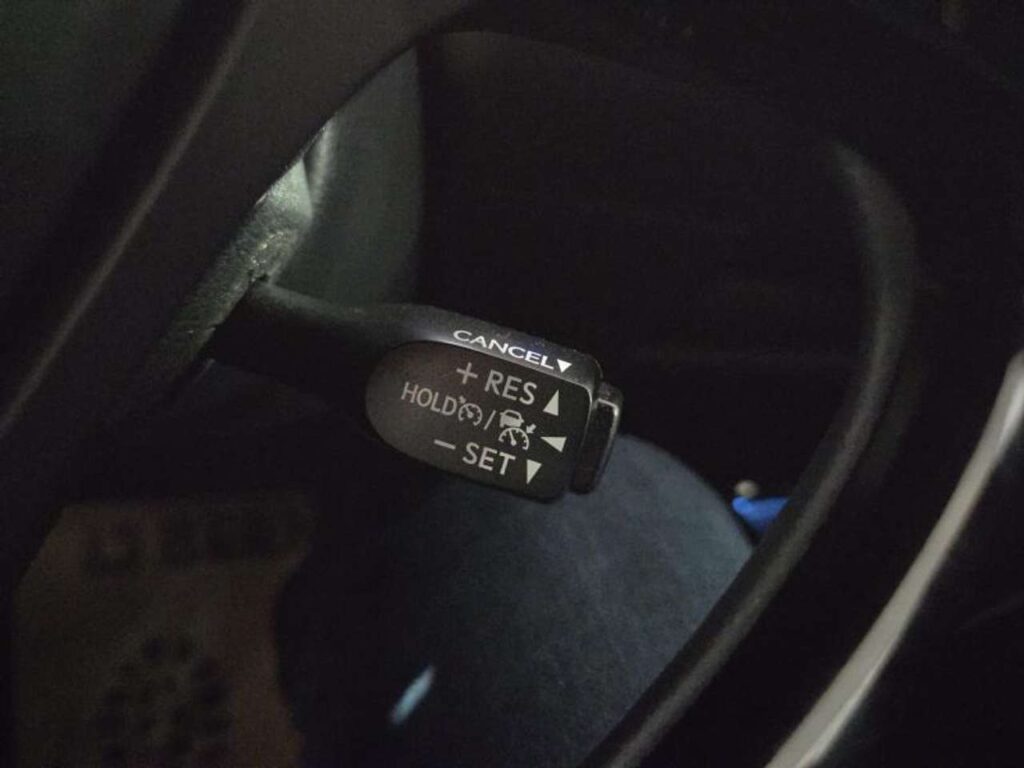 CANCEL▼
+ RES ▲
HOLD / ◀
− SET ▼